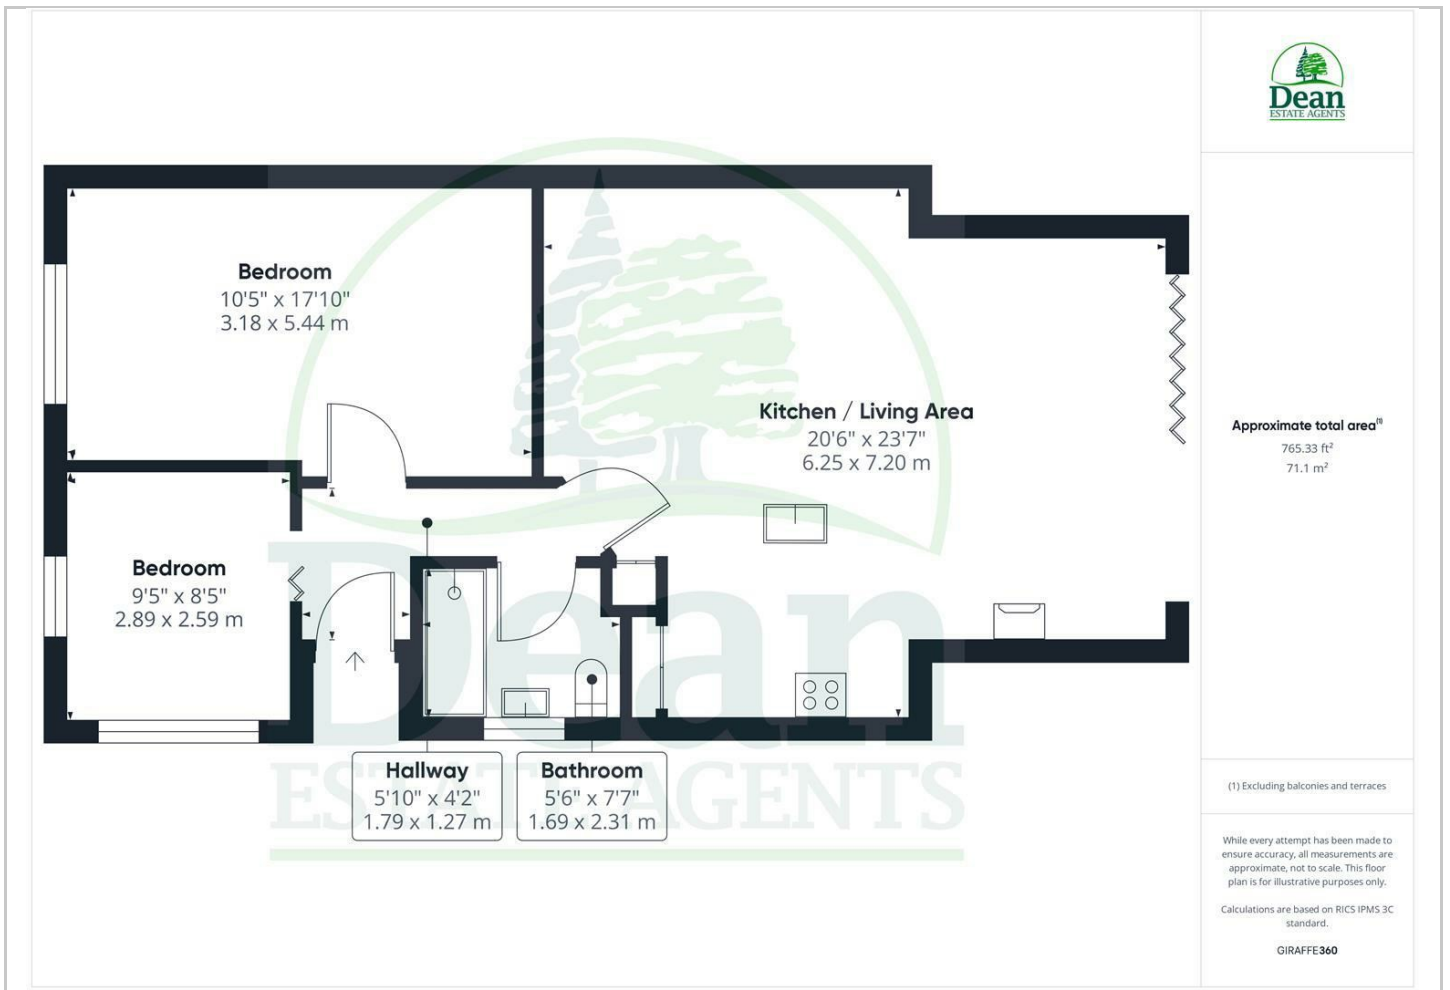 Dean
ESTATE AGENTS
Bedroom
10'5" x 17'10"
3.18 x 5.44 m
Kitchen / Living Area
20'6" x 23'7"
6.25 x 7.20 m
Bedroom
9'5" x 8'5"
2.89 x 2.59 m
Hallway
5'10" x 4'2"
1.79 x 1.27 m
Bathroom
5'6" x 7'7"
1.69 x 2.31 m
Dean
ESTATE AGENTS
Approximate total area(1)
765.33 ft²
71.1 m²
(1) Excluding balconies and terraces
While every attempt has been made to
ensure accuracy, all measurements are
approximate, not to scale. This floor
plan is for illustrative purposes only.
Calculations are based on RICS IPMS 3C
standard.
GIRAFFE360